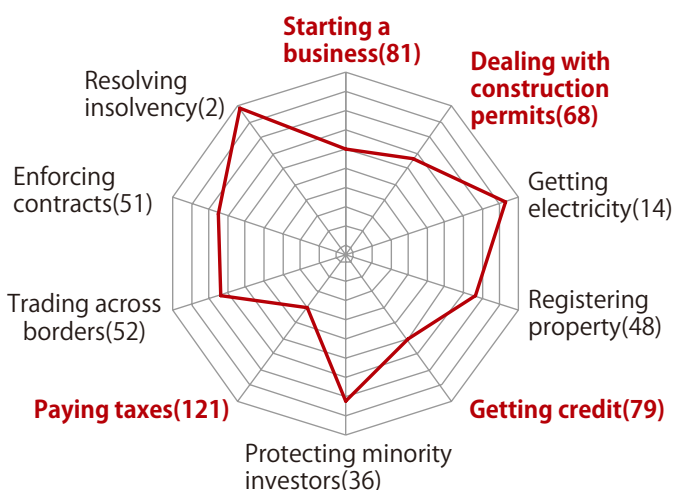 Starting a
business(81)
Dealing with
construction
permits(68)
Getting
electricity(14)
Registering
property(48)
Getting credit(79)
Protecting minority
investors(36)
Paying taxes(121)
Trading across
borders(52)
Enforcing
contracts(51)
Resolving
insolvency(2)